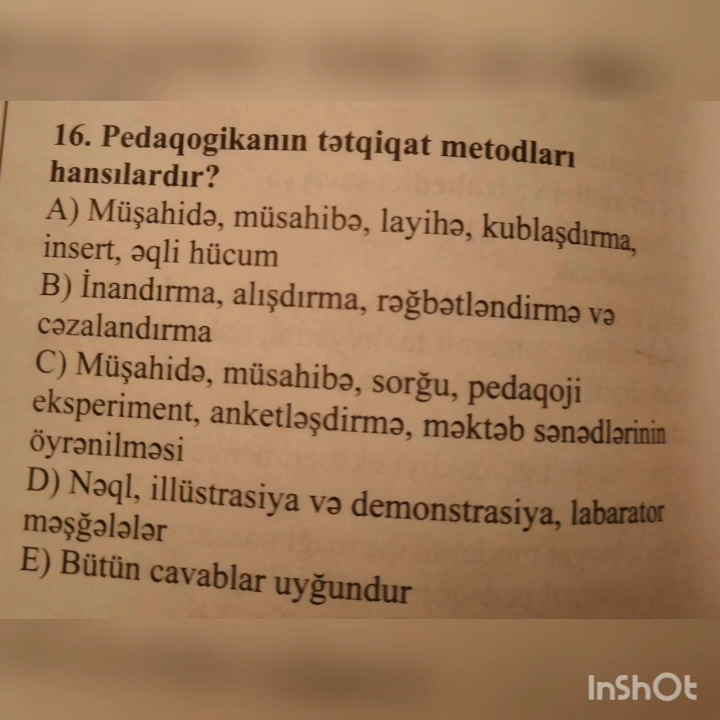 16. Pedaqogikanın tətqiqat metodları
hansılardır?
A) Müşahidə, müsahibə, layihə, kublaşdırma,
insert, əqli hücum
B) İnandırma, alışdırma, rəğbətləndirmə və
cəzalandırma
C) Müşahidə, müsahibə, sorğu, pedaqoji
eksperiment, anketləşdirmə, məktəb sənədlərinin
öyrənilməsi
D) Nəql, illüstrasiya və demonstrasiya, labarator
məşğələlər
E) Bütün cavablar uyğundur
InShOt